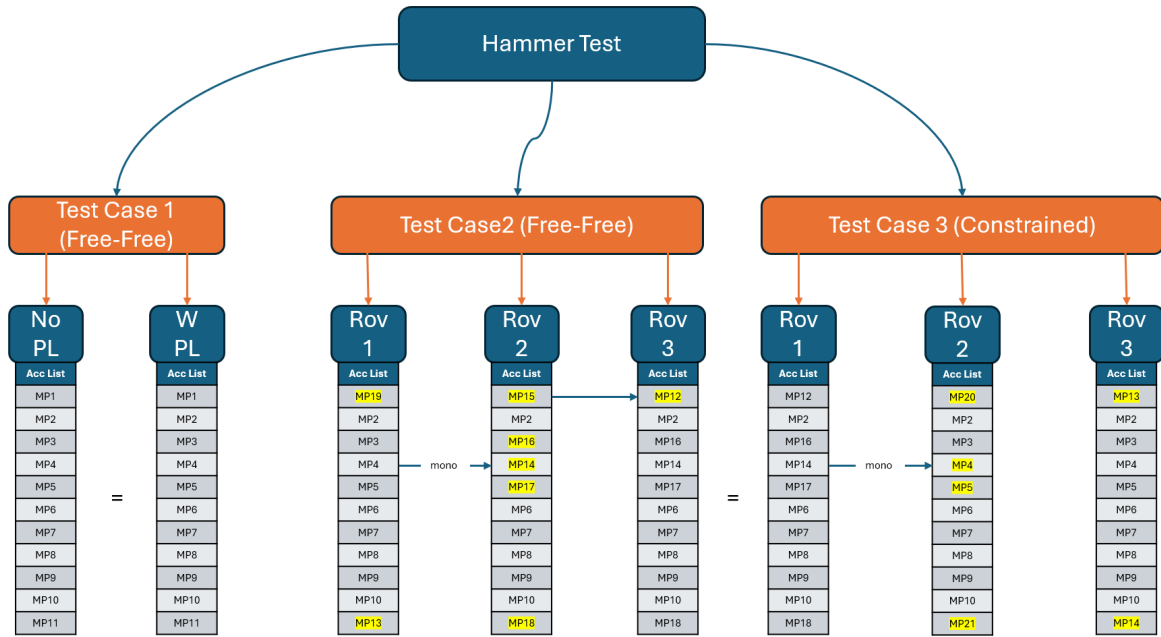 Hammer Test
Test Case 1
(Free-Free)
Test Case2 (Free-Free)
Test Case 3 (Constrained)
No
PL
Acc List
MP1
MP2
MP3
MP4
MP5
MP6
MP7
MP8
MP9
MP10
MP11
=
W
PL
Acc List
MP1
MP2
MP3
MP4
MP5
MP6
MP7
MP8
MP9
MP10
MP11
Rov
1
Acc List
MP19
MP2
MP3
MP4
MP5
MP6
MP7
MP8
MP9
MP10
MP13
mono
Rov
2
Acc List
MP15
MP2
MP16
MP14
MP17
MP6
MP7
MP8
MP9
MP10
MP18
Rov
3
Acc List
MP12
MP2
MP16
MP14
MP17
MP6
MP7
MP8
MP9
MP10
MP18
=
Rov
1
Acc List
MP12
MP2
MP16
MP14
MP17
MP6
MP7
MP8
MP9
MP10
MP18
mono
Rov
2
Acc List
MP20
MP2
MP3
MP4
MP5
MP6
MP7
MP8
MP9
MP10
MP21
Rov
3
Acc List
MP13
MP2
MP3
MP4
MP5
MP6
MP7
MP8
MP9
MP10
MP14